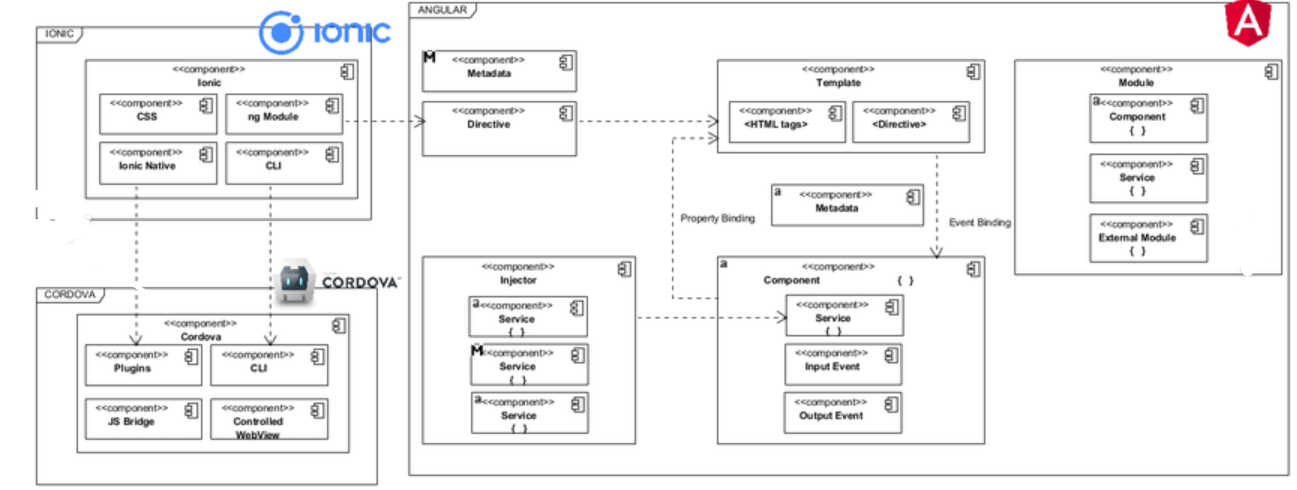 IONIC
ionic
<<component>>
Ionic
<<component>>
CSS
<<component>>
ng Module
<<component>>
Ionic Native
<<component>>
CLI
CORDOVA
CORDOVA
<<component>>
Cordova
<<component>>
Plugins
<<component>>
CLI
<<component>>
JS Bridge
<<component>>
Controlled
WebView
ANGULAR
A
M
<<component>>
Metadata
<<component>>
Directive
<<component>>
Template
<<component>>
<HTML tags>
<<component>>
<Directive>
a
<<component>>
Metadata
Property Binding
Event Binding
<<component>>
Injector
a<<component>>
Service
{ }
M<<component>>
Service
{ }
a<<component>>
Service
{ }
a
<<component>>
Component { }
<<component>>
Service
{ }
<<component>>
Input Event
<<component>>
Output Event
<<component>>
Module
a<<component>>
Component
{ }
<<component>>
Service
{ }
<<component>>
External Module
{ }